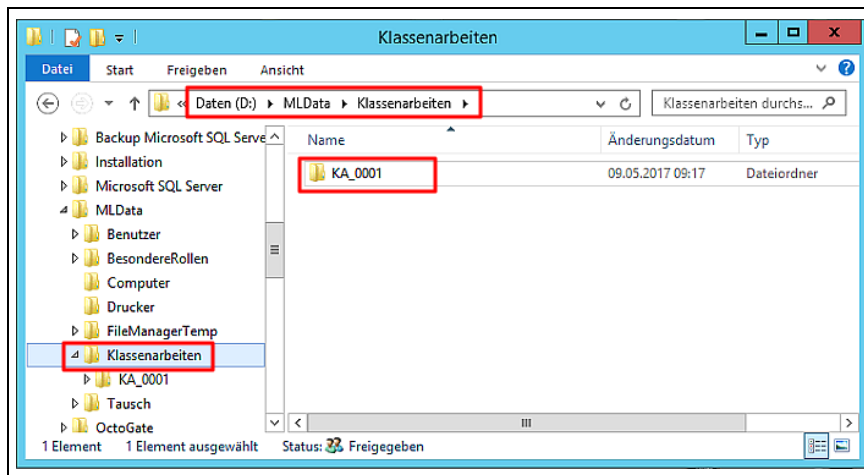 Klassenarbeiten
Datei Start Freigeben Ansicht
« Daten (D:) MLData Klassenarbeiten Klassenarbeiten durchs...
Backup Microsoft SQL Serve
Installation
Microsoft SQL Server
MLData
Benutzer
BesondereRollen
Computer
Drucker
FileManagerTemp
Klassenarbeiten
KA_0001
Tausch
OctoGate
Name Änderungsdatum Typ
KA_0001 09.05.2017 09:17 Dateiordner
1 Element 1 Element ausgewählt Status: Freigegeben